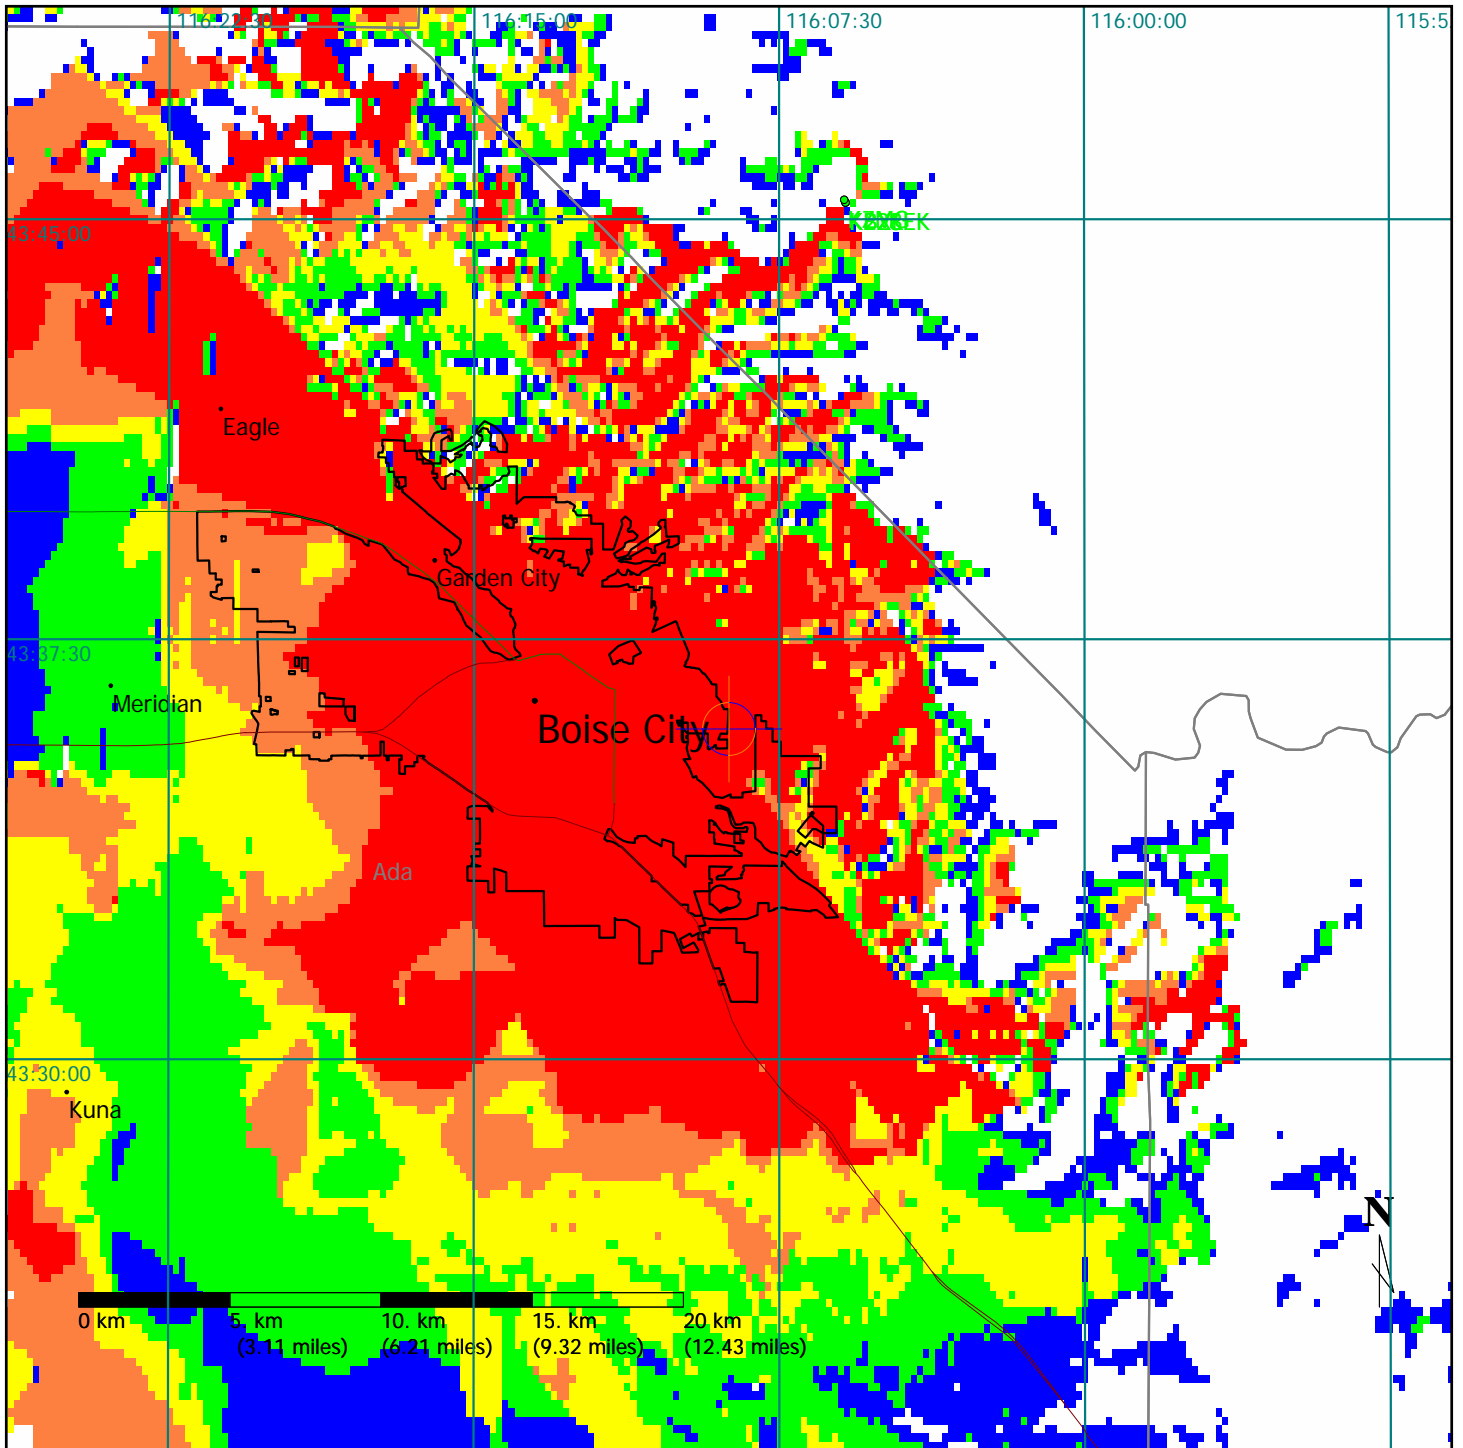 116:22:30
116:15:00
116:07:30
116:00:00
115:5
43:45:00
Eagle
Garden City
43:37:30
Meridian
Boise City
Ada
43:30:00
Kuna
N
0 km
5. km
10. km
15. km
20 km
(3.11 miles)
(6.21 miles)
(9.32 miles)
(12.43 miles)